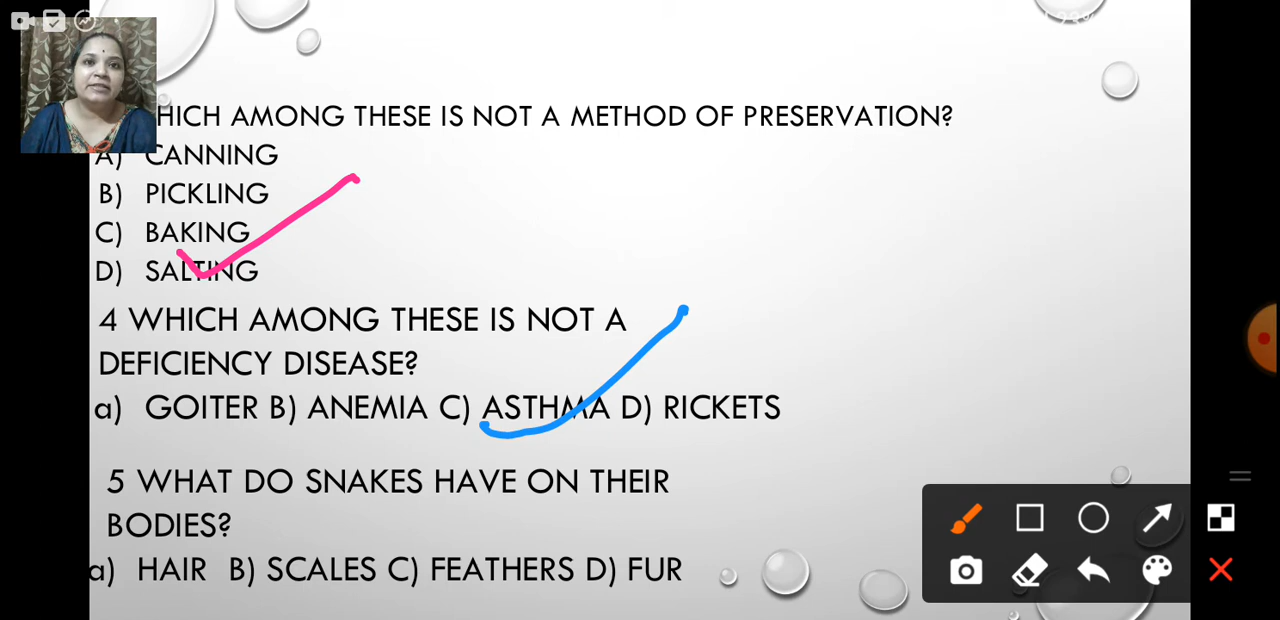 HICH AMONG THESE IS NOT A METHOD OF PRESERVATION?
A) CANNING
B) PICKLING
C) BAKING
D) SALTING
4 WHICH AMONG THESE IS NOT A
DEFICIENCY DISEASE?
a) GOITER B) ANEMIA C) ASTHMA D) RICKETS
5 WHAT DO SNAKES HAVE ON THEIR
BODIES?
a) HAIR B) SCALES C) FEATHERS D) FUR